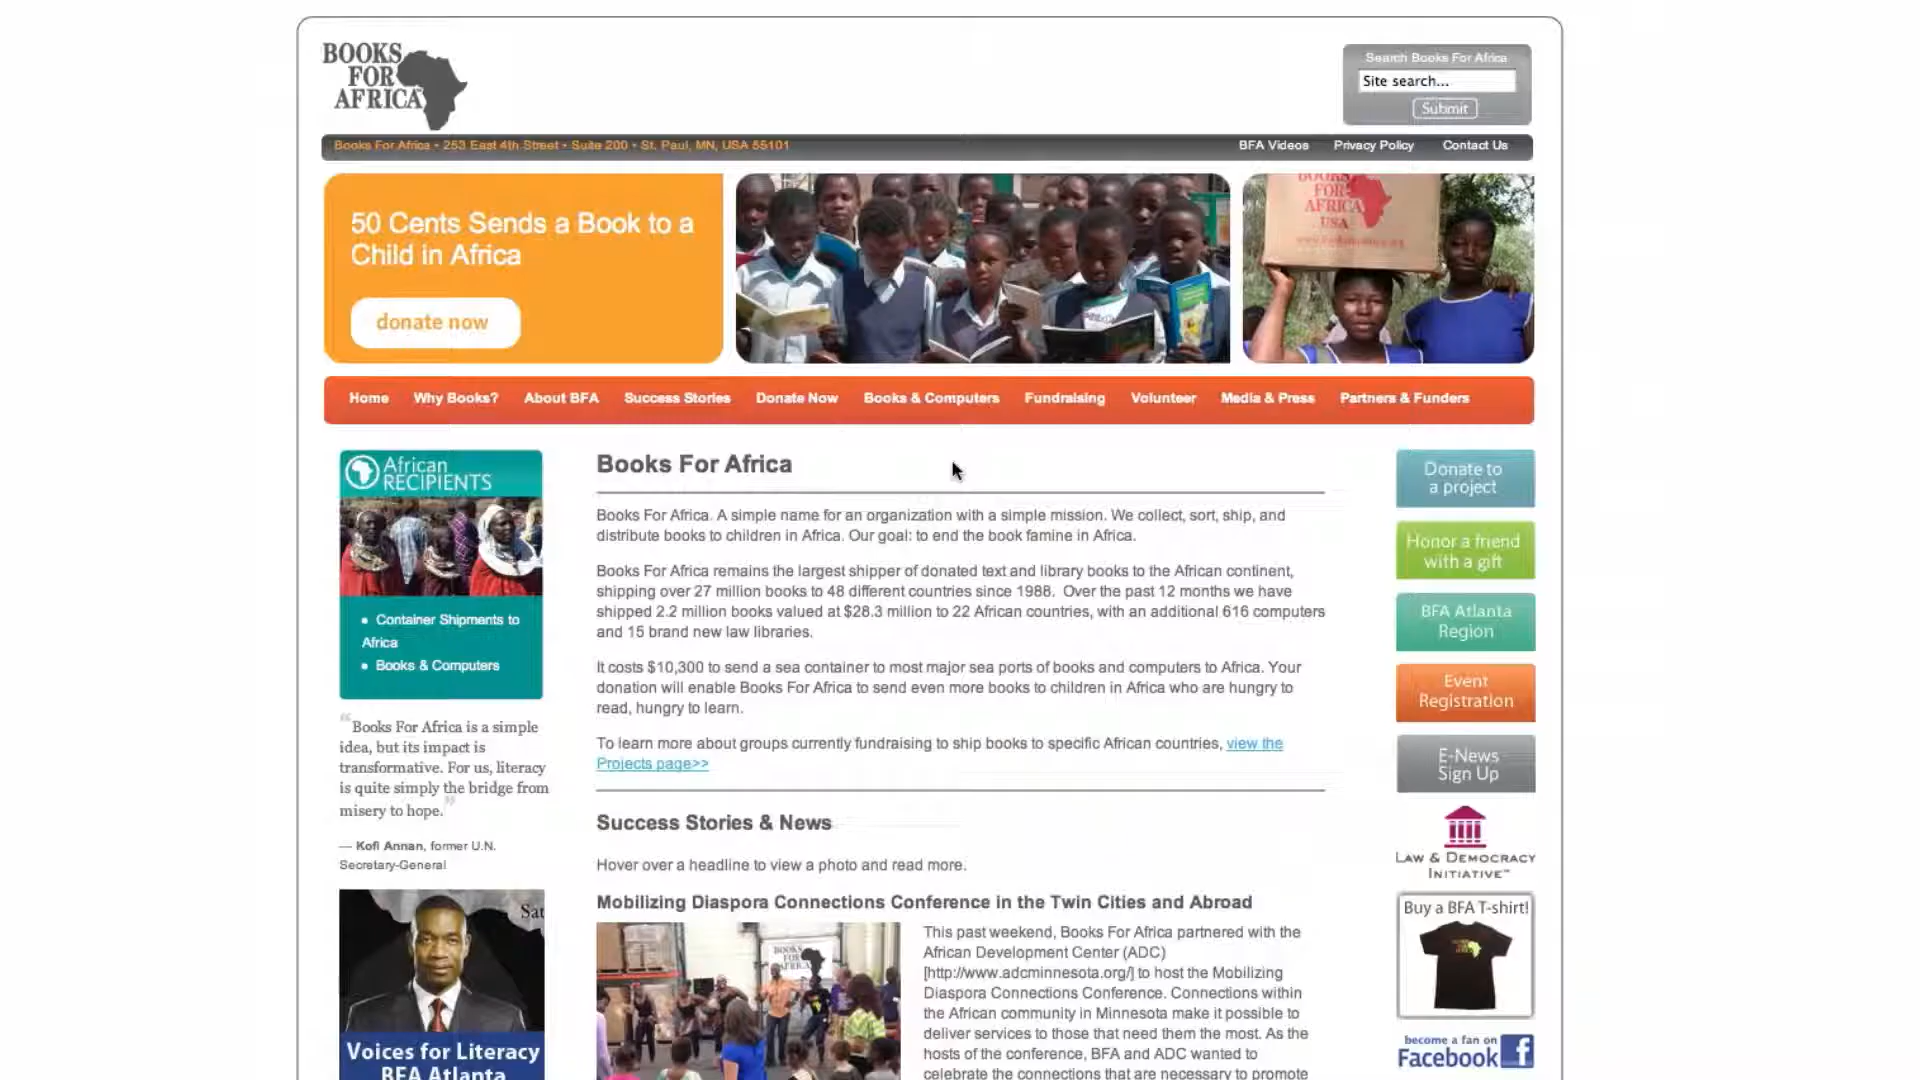 BOOKS
FOR
AFRICA
Search Books For Africa
Site search...
Submit
Books For Africa • 253 East 4th Street • Suite 200 • St. Paul, MN, USA 55101
BFA Videos
Privacy Policy
Contact Us
50 Cents Sends a Book to a
Child in Africa
donate now
BOOKS
FOR
AFRICA
USA
Home
Why Books?
About BFA
Success Stories
Donate Now
Books & Computers
Fundraising
Volunteer
Media & Press
Partners & Funders
African
RECIPIENTS
• Container Shipments to
Africa
• Books & Computers
“Books For Africa is a simple
idea, but its impact is
transformative. For us, literacy
is quite simply the bridge from
misery to hope.”
— Kofi Annan, former U.N.
Secretary-General
Sat
Voices for Literacy
BFA Atlanta
Books For Africa
Books For Africa. A simple name for an organization with a simple mission. We collect, sort, ship, and
distribute books to children in Africa. Our goal: to end the book famine in Africa.
Books For Africa remains the largest shipper of donated text and library books to the African continent,
shipping over 27 million books to 48 different countries since 1988. Over the past 12 months we have
shipped 2.2 million books valued at $28.3 million to 22 African countries, with an additional 616 computers
and 15 brand new law libraries.
It costs $10,300 to send a sea container to most major sea ports of books and computers to Africa. Your
donation will enable Books For Africa to send even more books to children in Africa who are hungry to
read, hungry to learn.
To learn more about groups currently fundraising to ship books to specific African countries, view the
Projects page>>
Success Stories & News
Hover over a headline to view a photo and read more.
Mobilizing Diaspora Connections Conference in the Twin Cities and Abroad
BOOKS
FOR
AFRICA
This past weekend, Books For Africa partnered with the
African Development Center (ADC)
[http://www.adcminnesota.org/] to host the Mobilizing
Diaspora Connections Conference. Connections within
the African community in Minnesota make it possible to
deliver services to those that need them the most. As the
hosts of the conference, BFA and ADC wanted to
celebrate the connections that are necessary to promote
Donate to
a project
Honor a friend
with a gift
BFA Atlanta
Region
Event
Registration
E-News
Sign Up
LAW & DEMOCRACY
INITIATIVE™
Buy a BFA T-shirt!
become a fan on
Facebook
f